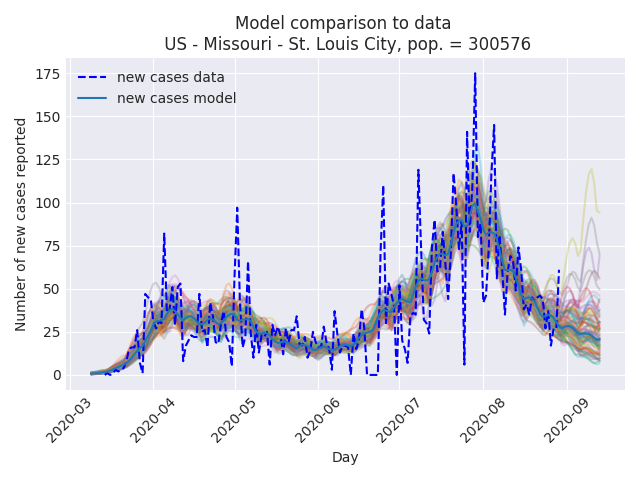 Model comparison to data
US - Missouri - St. Louis City, pop. = 300576
new cases data
new cases model
Number of new cases reported
175
150
125
100
75
50
25
0
2020-03
2020-04
2020-05
2020-06
2020-07
2020-08
2020-09
Day